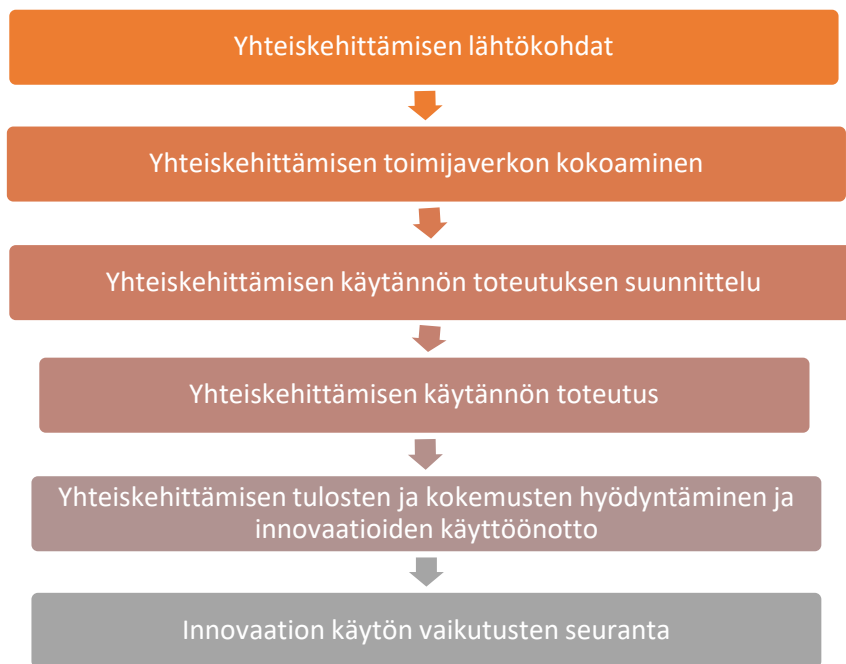 Yhteiskehittämisen lähtökohdat
Yhteiskehittämisen toimijaverkon kokoaminen
Yhteiskehittämisen käytännön toteutuksen suunnittelu
Yhteiskehittämisen käytännön toteutus
Yhteiskehittämisen tulosten ja kokemusten hyödyntäminen ja
innovaatioiden käyttöönotto
Innovaation käytön vaikutusten seuranta